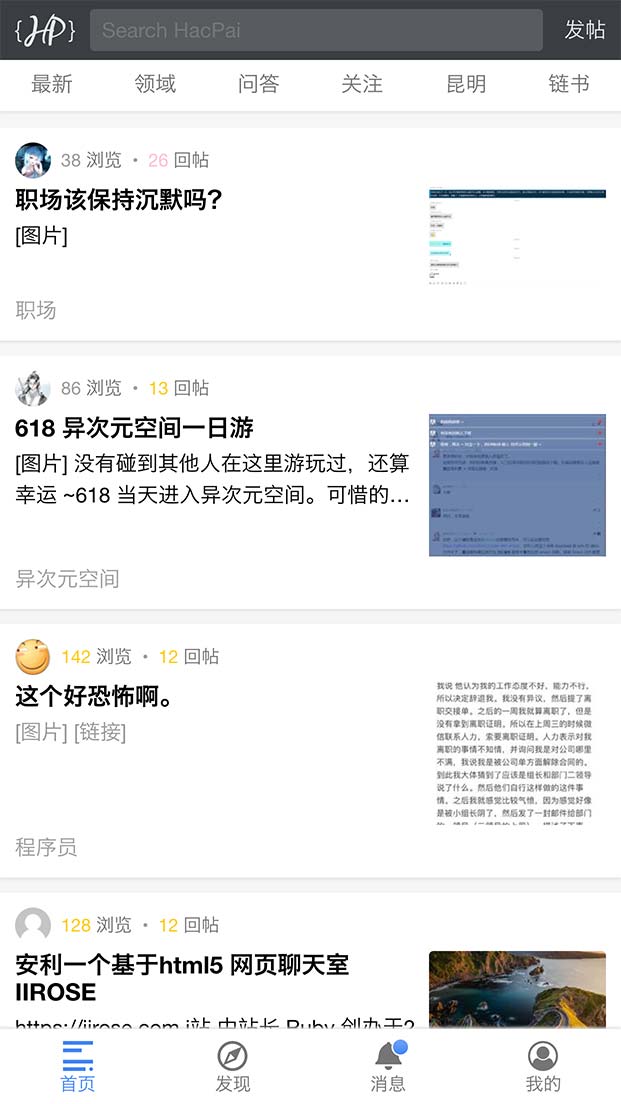 {HP}
Search HacPai
发帖
最新 领域 问答 关注 昆明 链书
38 浏览 • 26 回帖
职场该保持沉默吗?
[图片]
职场
86 浏览 • 13 回帖
618 异次元空间一日游
[图片] 没有碰到其他人在这里游玩过，还算
幸运 ~618 当天进入异次元空间。可惜的…
异次元空间
142 浏览 • 12 回帖
这个好恐怖啊。
[图片] [链接]
我说 他认为我的工作态度不好、能力不行。
所以决定辞退我。我没有异议，然后提了离
职交接单。之后的一周我就算离职了，但是
没有拿到离职证明。所以在上周三的时候微
信联系人力，索要离职证明。人力表示对我
离职的事情不知情，并询问我是对公司哪里
不满，我说我是被公司单方面解除合同的。
到此我大体猜到了应该是组长和部门二领导
说了什么。然后他们自行这样做的这件事
情。之后我就感觉比较气愤，因为感觉好像
是被小组长阴了，然后发了一封邮件给部门
程序员
128 浏览 • 12 回帖
安利一个基于html5 网页聊天室
IIROSE
https://iirose.com i站 由站长 Ruby 创办于2
首页 发现 消息 我的